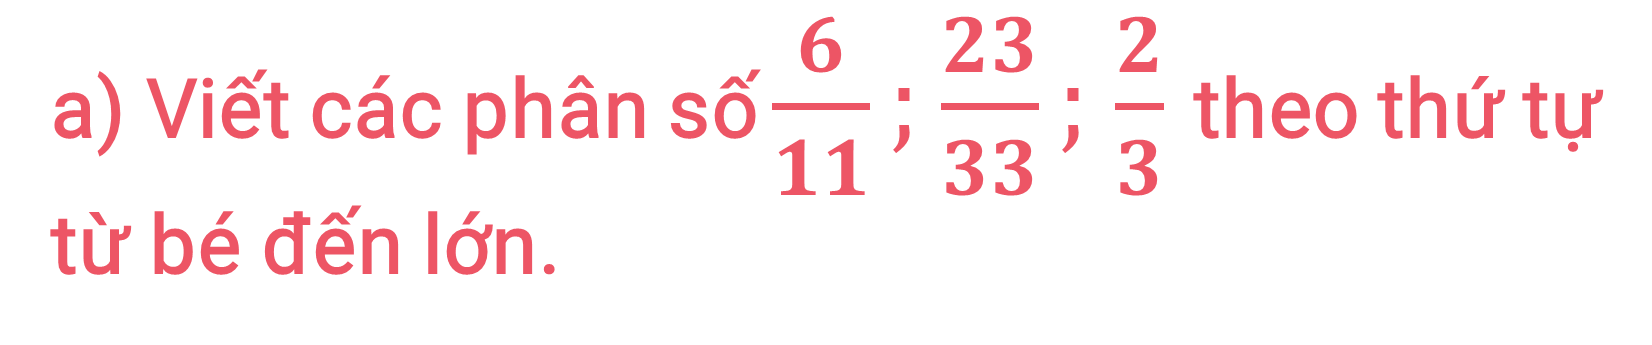 a) Viết các phân số 6/11 ; 23/33 ; 2/3 theo thứ tự
từ bé đến lớn.